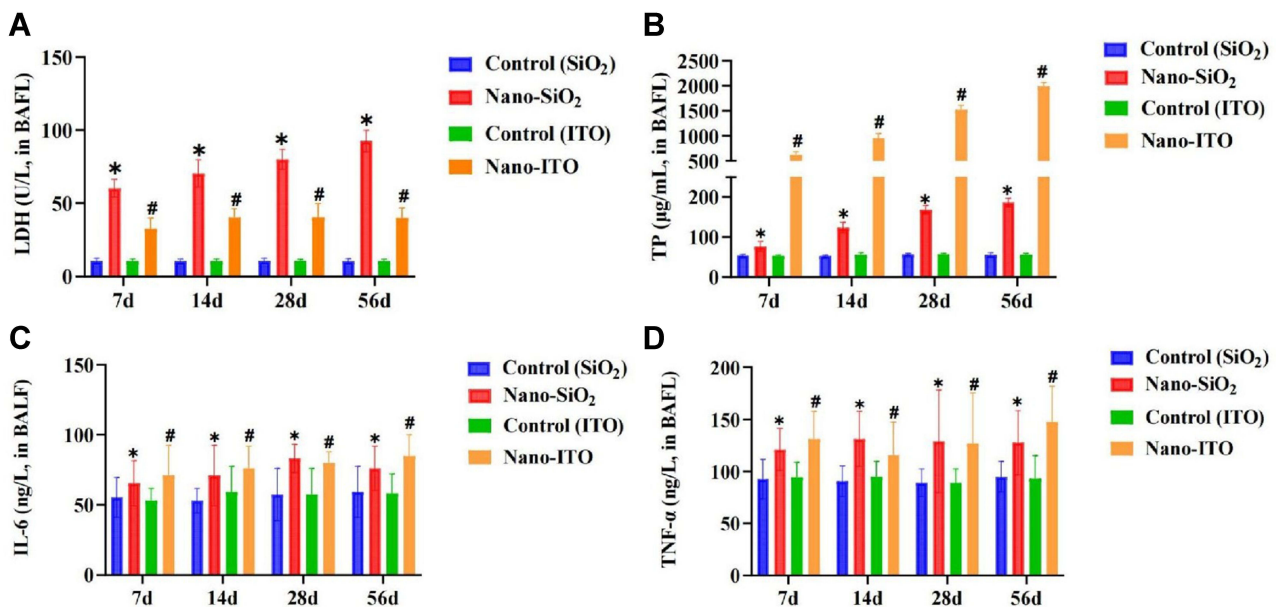 A
LDH (U/L, in BAFL)
150
100
50
0
* # * # * # * #
7d 14d 28d 56d
Control (SiO₂)
Nano-SiO₂
Control (ITO)
Nano-ITO
B
TP (µg/mL, in BAFL)
2500
2000
1500
1000
500
200
100
0
* # * # * # * #
7d 14d 28d 56d
Control (SiO₂)
Nano-SiO₂
Control (ITO)
Nano-ITO
C
IL-6 (ng/L, in BALF)
150
100
50
0
* # * # * # * #
7d 14d 28d 56d
Control (SiO₂)
Nano-SiO₂
Control (ITO)
Nano-ITO
D
TNF-α (ng/L, in BAFL)
200
150
100
50
0
* # * # * # * #
7d 14d 28d 56d
Control (SiO₂)
Nano-SiO₂
Control (ITO)
Nano-ITO